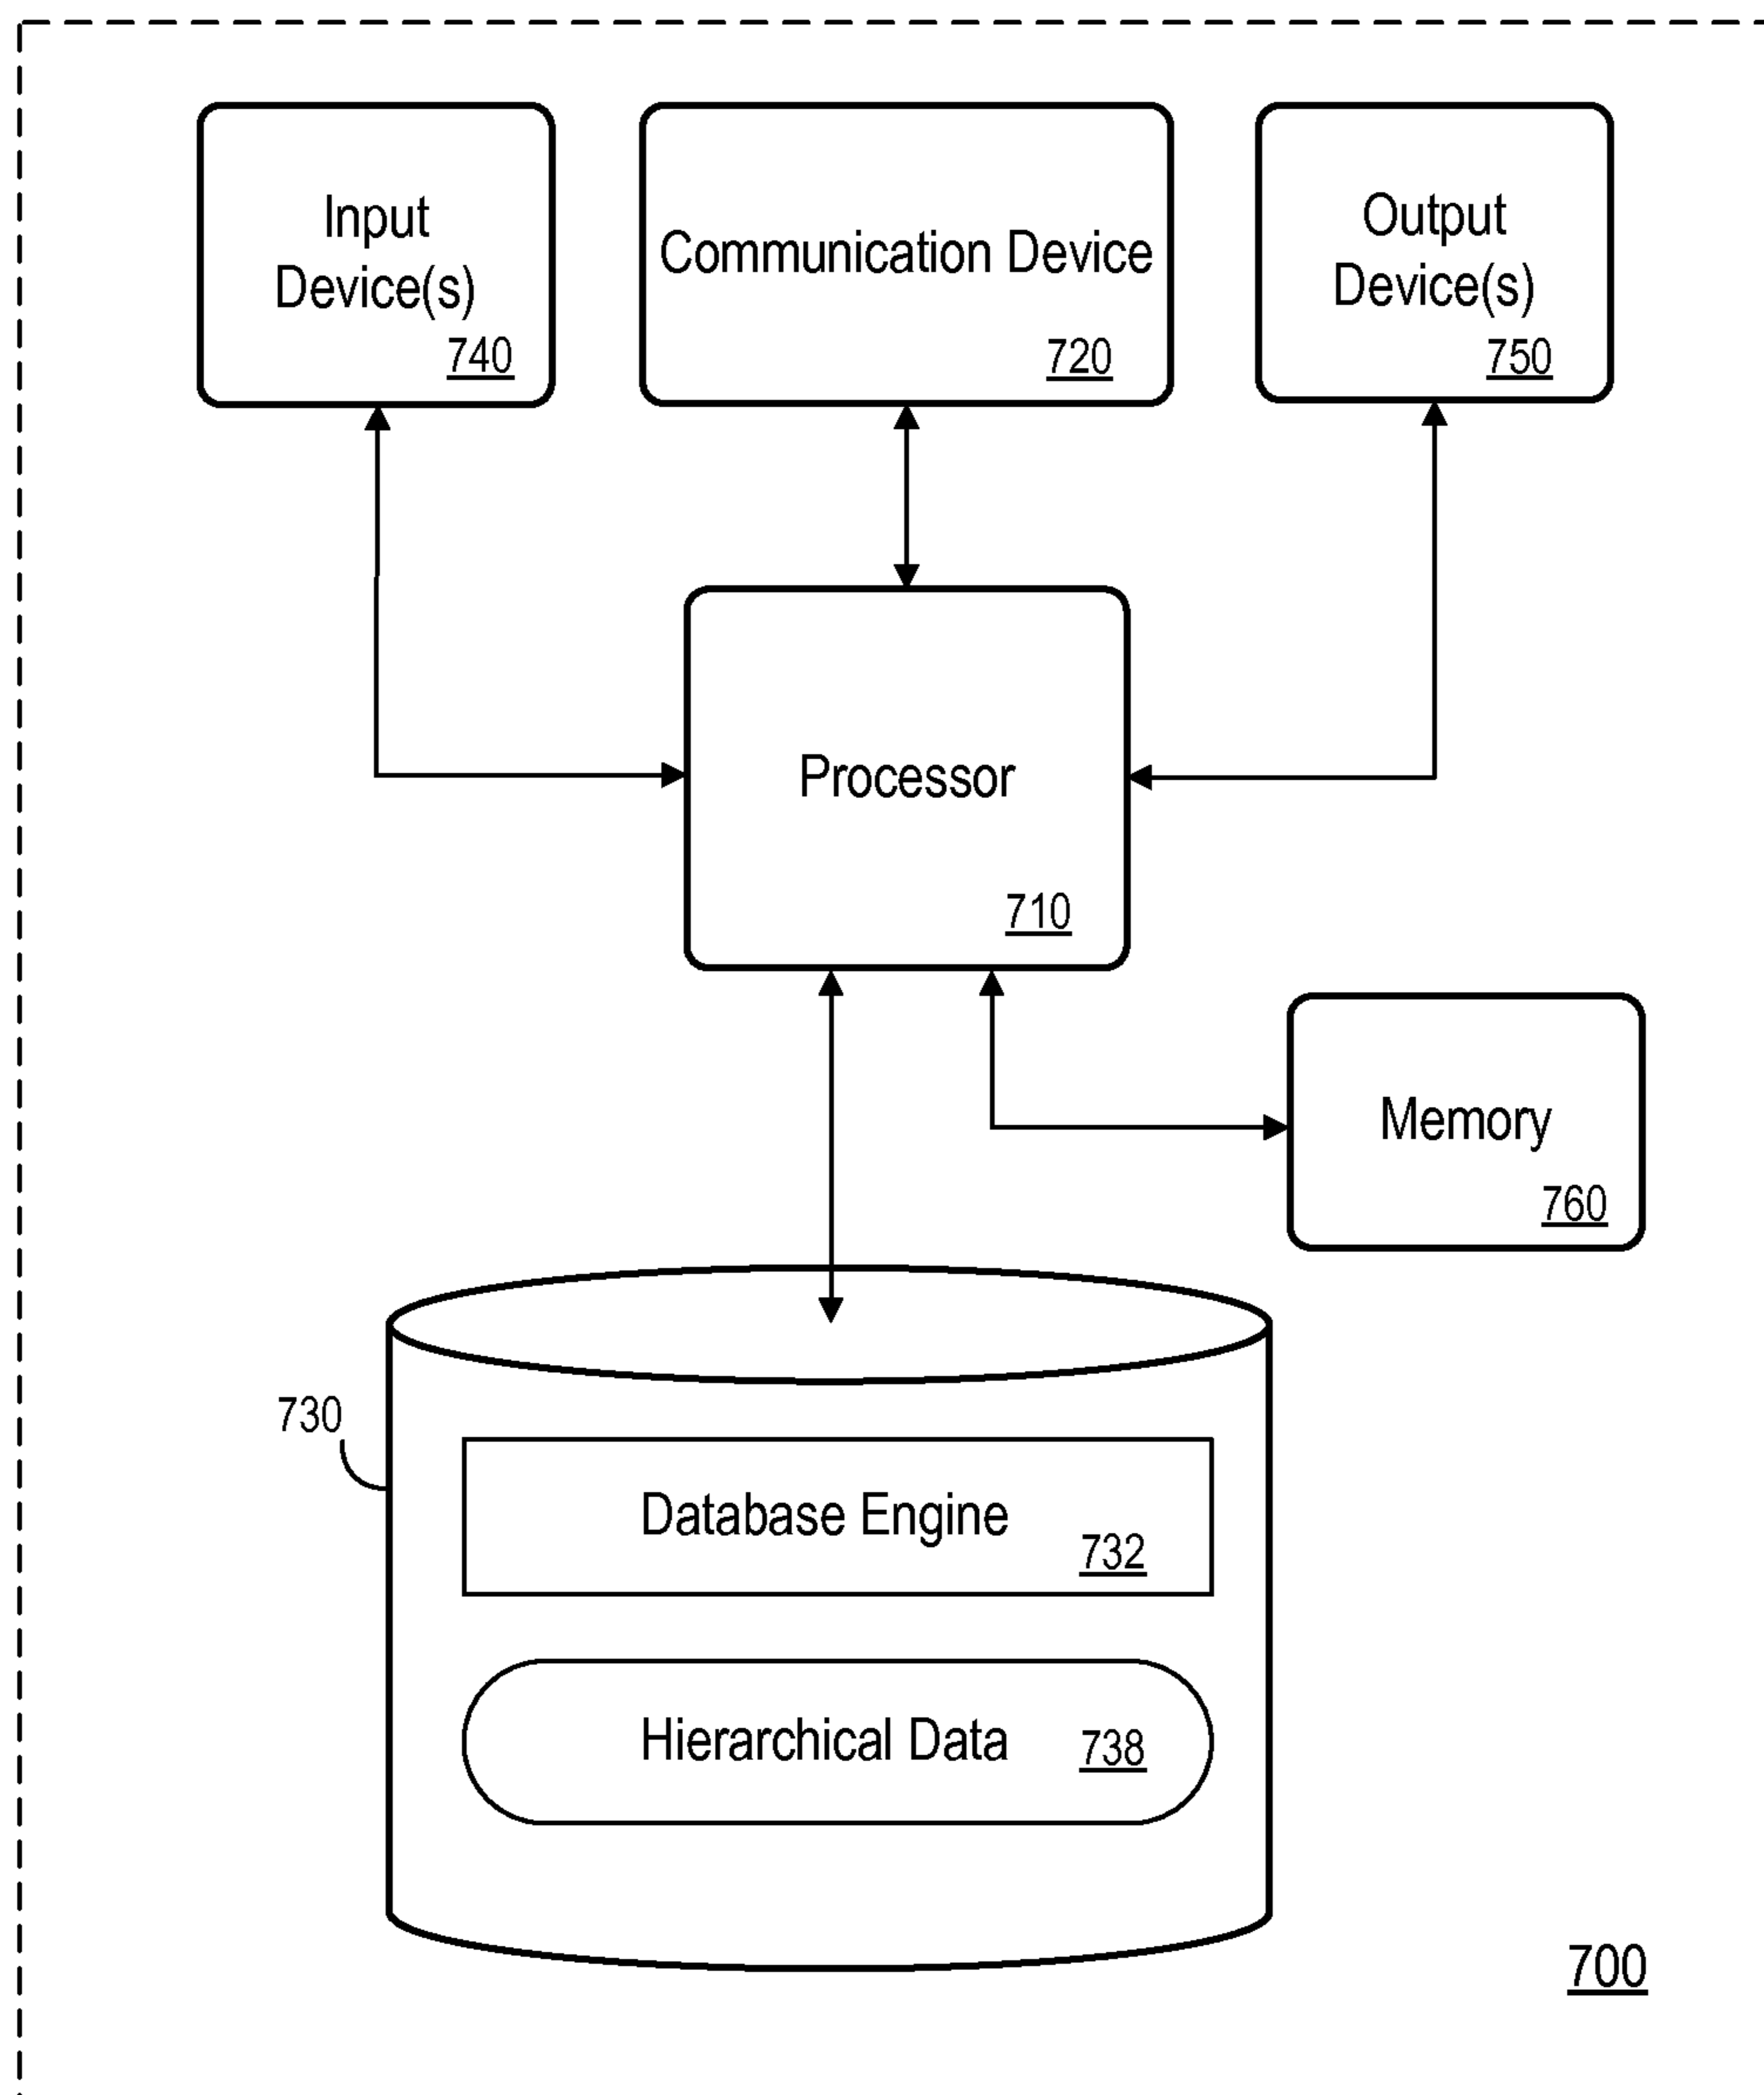 Input
Device(s)
740
Communication Device
720
Output
Device(s)
750
Processor
710
Memory
760
730
Database Engine 732
Hierarchical Data 738
700